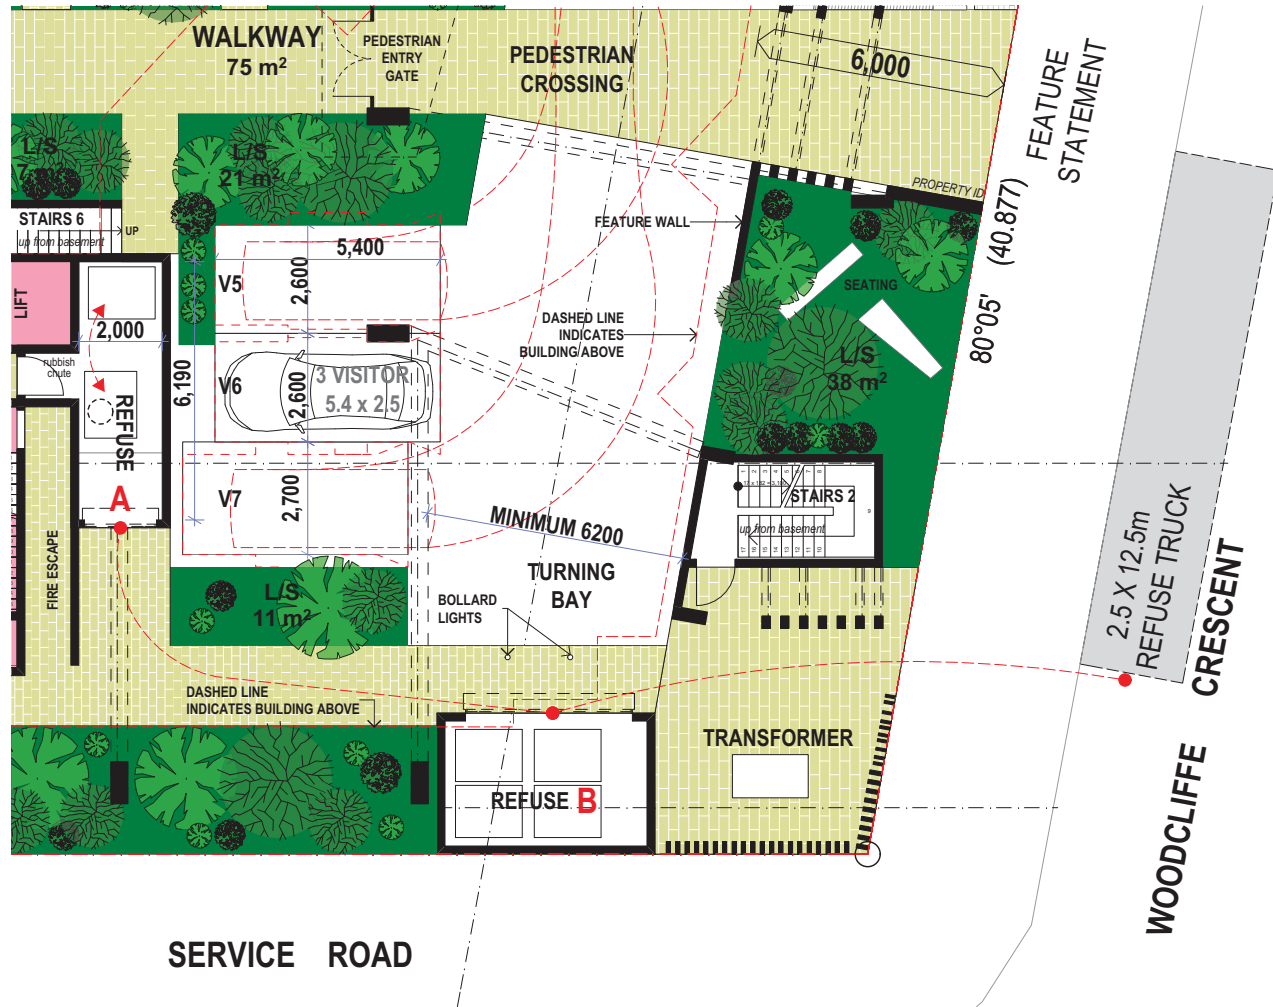 WALKWAY
75 m²
PEDESTRIAN
ENTRY
GATE
PEDESTRIAN
CROSSING
6,000
FEATURE
STATEMENT
L/S
L/S
21 m²
PROPERTY ID
80°05' (40.877)
STAIRS 6
up from basement
UP
FEATURE WALL
5,400
2,600
V5
SEATING
LIFT
2,000
DASHED LINE
INDICATES
BUILDING ABOVE
rubbish
chute
6,190
V6
2,600
3 VISITOR
5.4 x 2.5
L/S
38 m²
REFUSE
A
V7
2,700
MINIMUM 6200
STAIRS 2
up from basement
FIRE ESCAPE
TURNING
BAY
L/S
11 m²
BOLLARD
LIGHTS
2.5 X 12.5m
REFUSE TRUCK
DASHED LINE
INDICATES BUILDING ABOVE
TRANSFORMER
REFUSE B
WOODCLIFFE CRESCENT
SERVICE ROAD